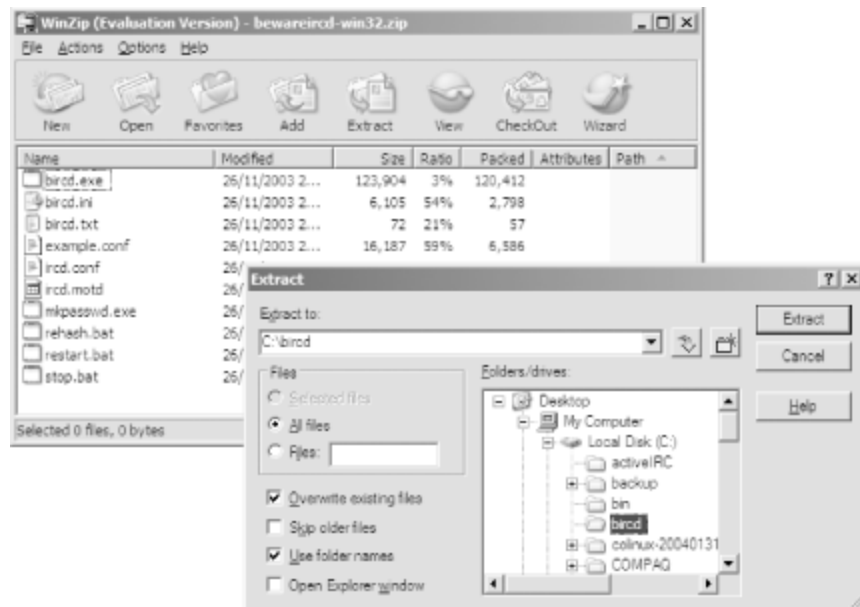 WinZip (Evaluation Version) - bewareircd-win32.zip
File Actions Options Help
New Open Favorites Add Extract View CheckOut Wizard
Name Modified Size Ratio Packed Attributes Path
bircd.exe 26/11/2003 2... 123,904 3% 120,412
bircd.ini 26/11/2003 2... 6,105 54% 2,798
bircd.txt 26/11/2003 2... 72 21% 57
example.conf 26/11/2003 2... 16,187 59% 6,586
ircd.conf 26/
ircd.motd 26/
mkpasswd.exe 26/
rehash.bat 26/
restart.bat 26/
stop.bat 26/
Selected 0 files, 0 bytes
Extract
Extract to:
C:\bircd
Extract
Cancel
Help
Files
Selected files
All files
Files:
Overwrite existing files
Skip older files
Use folder names
Open Explorer window
Folders/drives:
Desktop
My Computer
Local Disk (C:)
activeIRC
backup
bin
bircd
colinux-20040131
COMPAQ